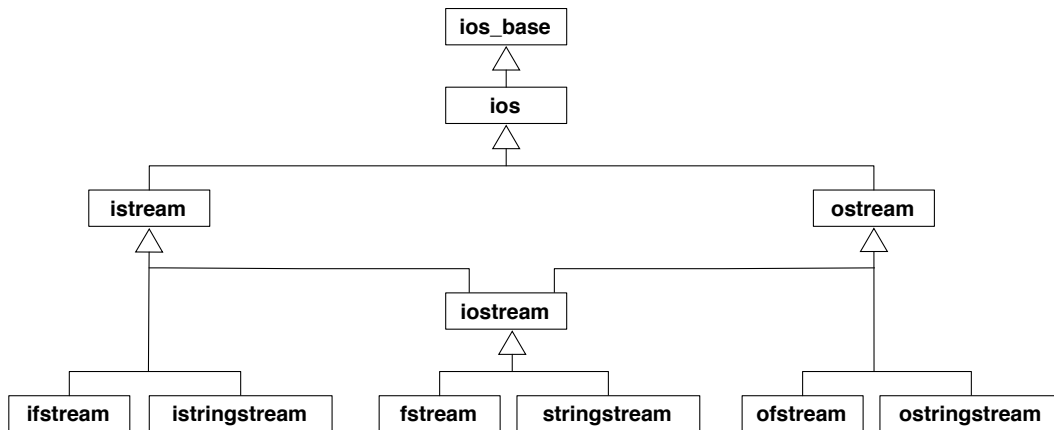 ios_base
ios
istream
ostream
iostream
ifstream
istringstream
fstream
stringstream
ofstream
ostringstream